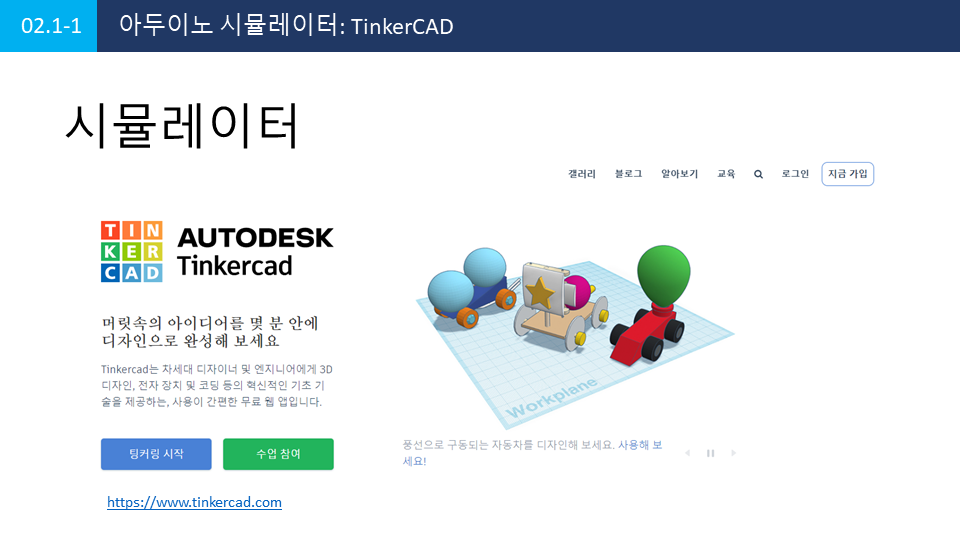 02.1-1
아두이노 시뮬레이터: TinkerCAD
시뮬레이터
갤러리 블로그 알아보기 교육 로그인 지금 가입
TIN
KER
CAD
AUTODESK
Tinkercad
머릿속의 아이디어를 몇 분 안에
디자인으로 완성해 보세요
Tinkercad는 차세대 디자이너 및 엔지니어에게 3D
디자인, 전자 장치 및 코딩 등의 혁신적인 기초 기
술을 제공하는, 사용이 간편한 무료 웹 앱입니다.
팅커링 시작 수업 참여
Workplane
풍선으로 구동되는 자동차를 디자인해 보세요. 사용해 보
세요!
https://www.tinkercad.com